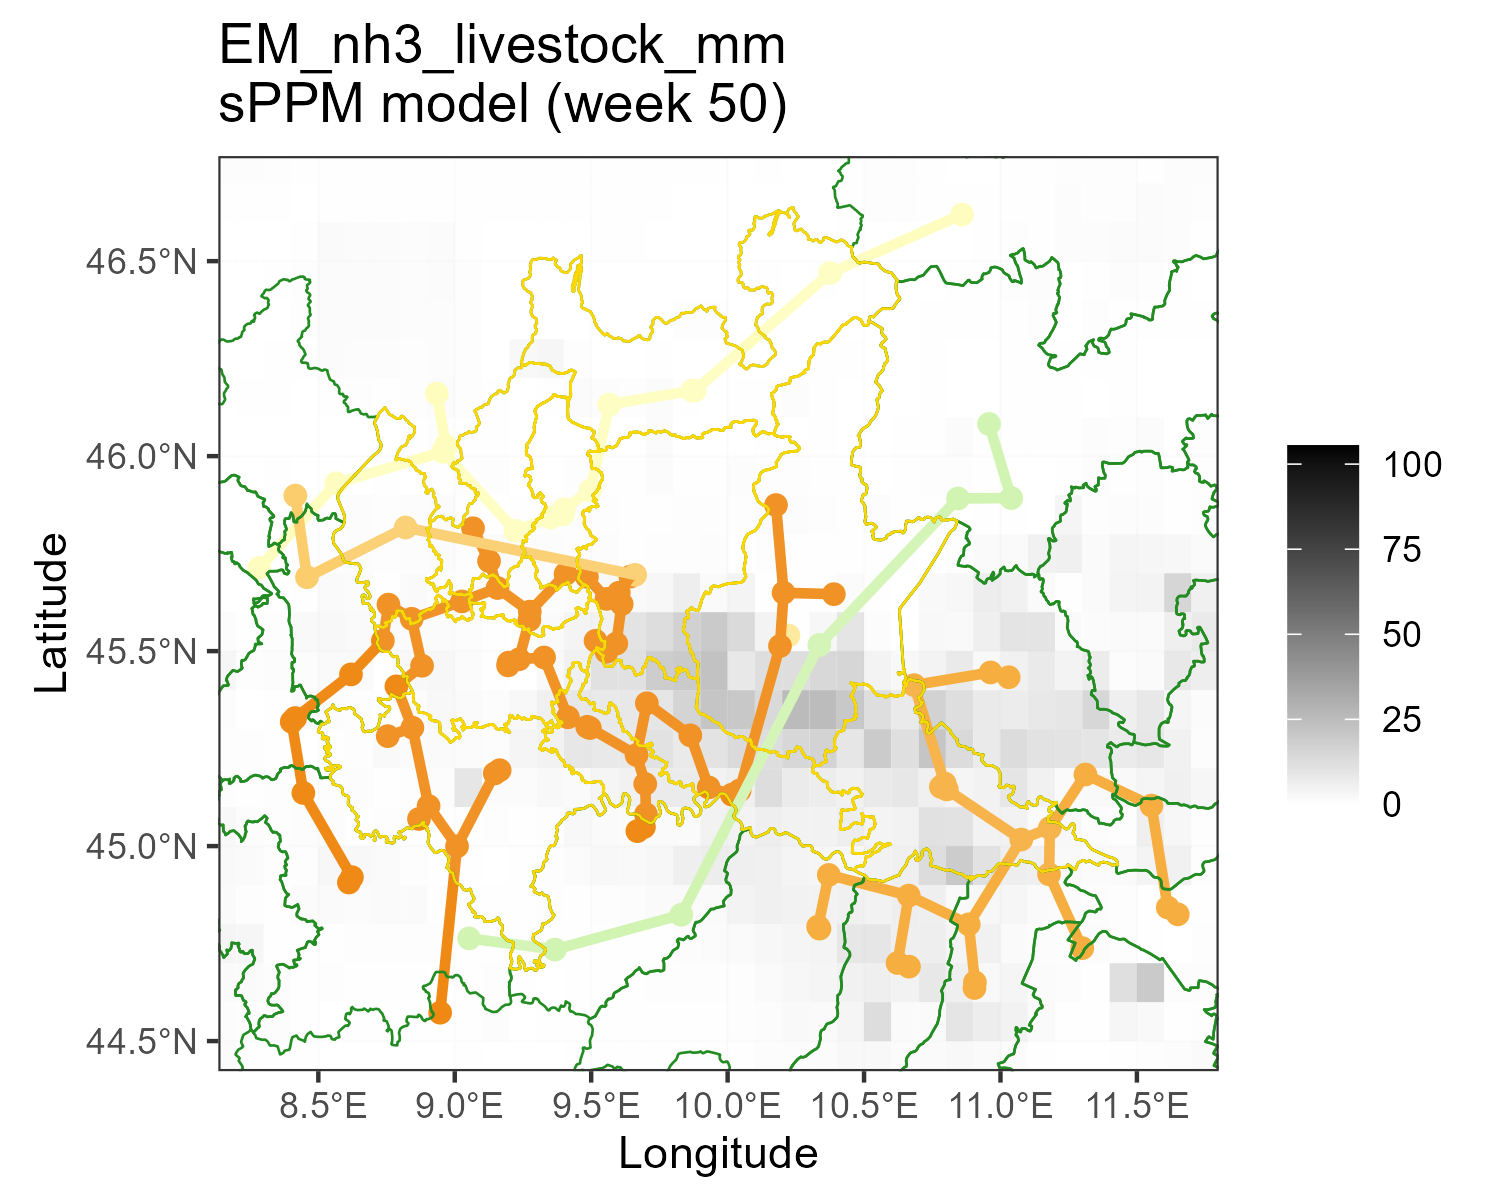 EM_nh3_livestock_mm
sPPM model (week 50)
46.5°N
46.0°N
45.5°N
45.0°N
44.5°N
Latitude
8.5°E 9.0°E 9.5°E 10.0°E 10.5°E 11.0°E 11.5°E
Longitude
100
75
50
25
0